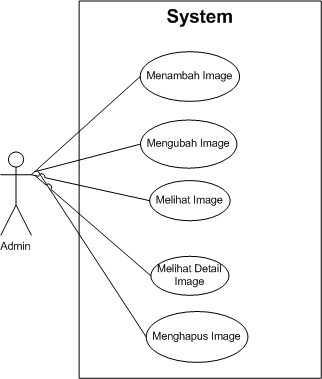 System
Menambah Image
Mengubah Image
Melihat Image
Admin
Melihat Detail
Image
Menghapus Image